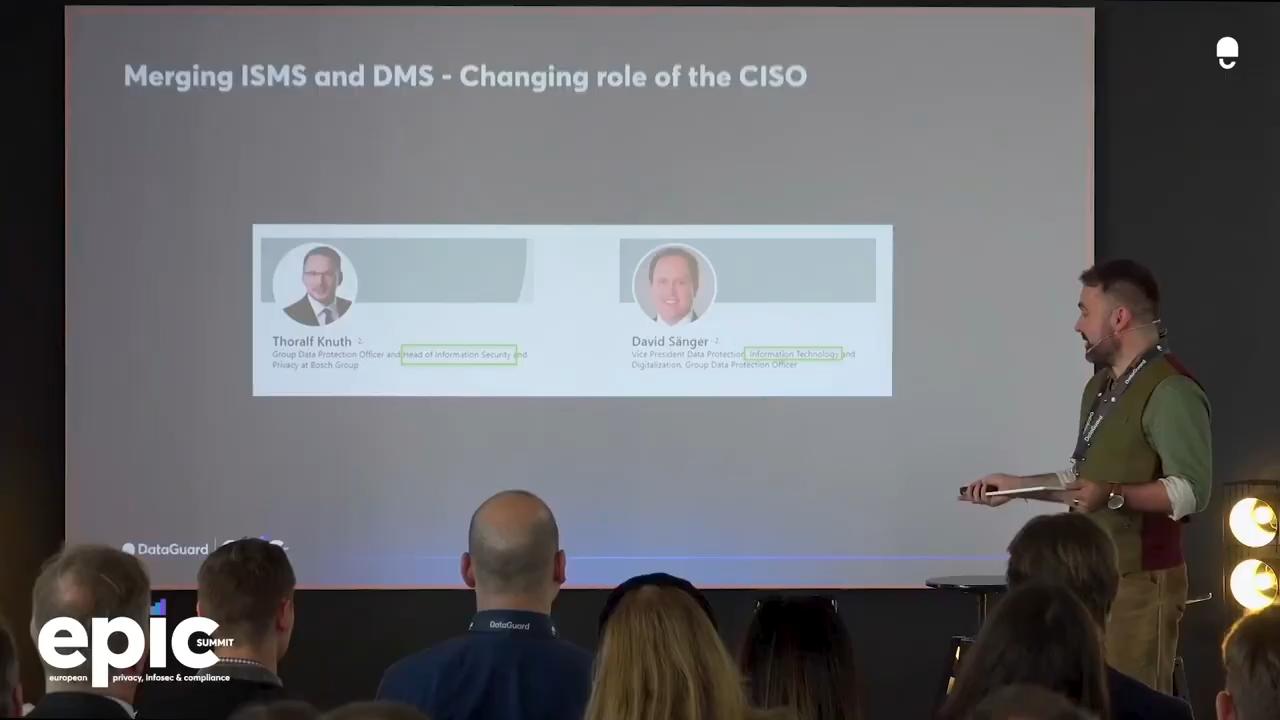 Merging ISMS and DMS - Changing role of the CISO
Thoralf Knuth
Group Data Protection Officer and Head of Information Security and
Privacy at Bosch Group
David Sänger
Vice President Data Protection, Information Technology and
Digitalization, Group Data Protection Officer
DataGuard
DataGuard
DataGuard
DataGuard
epic SUMMIT
european privacy, infosec & compliance